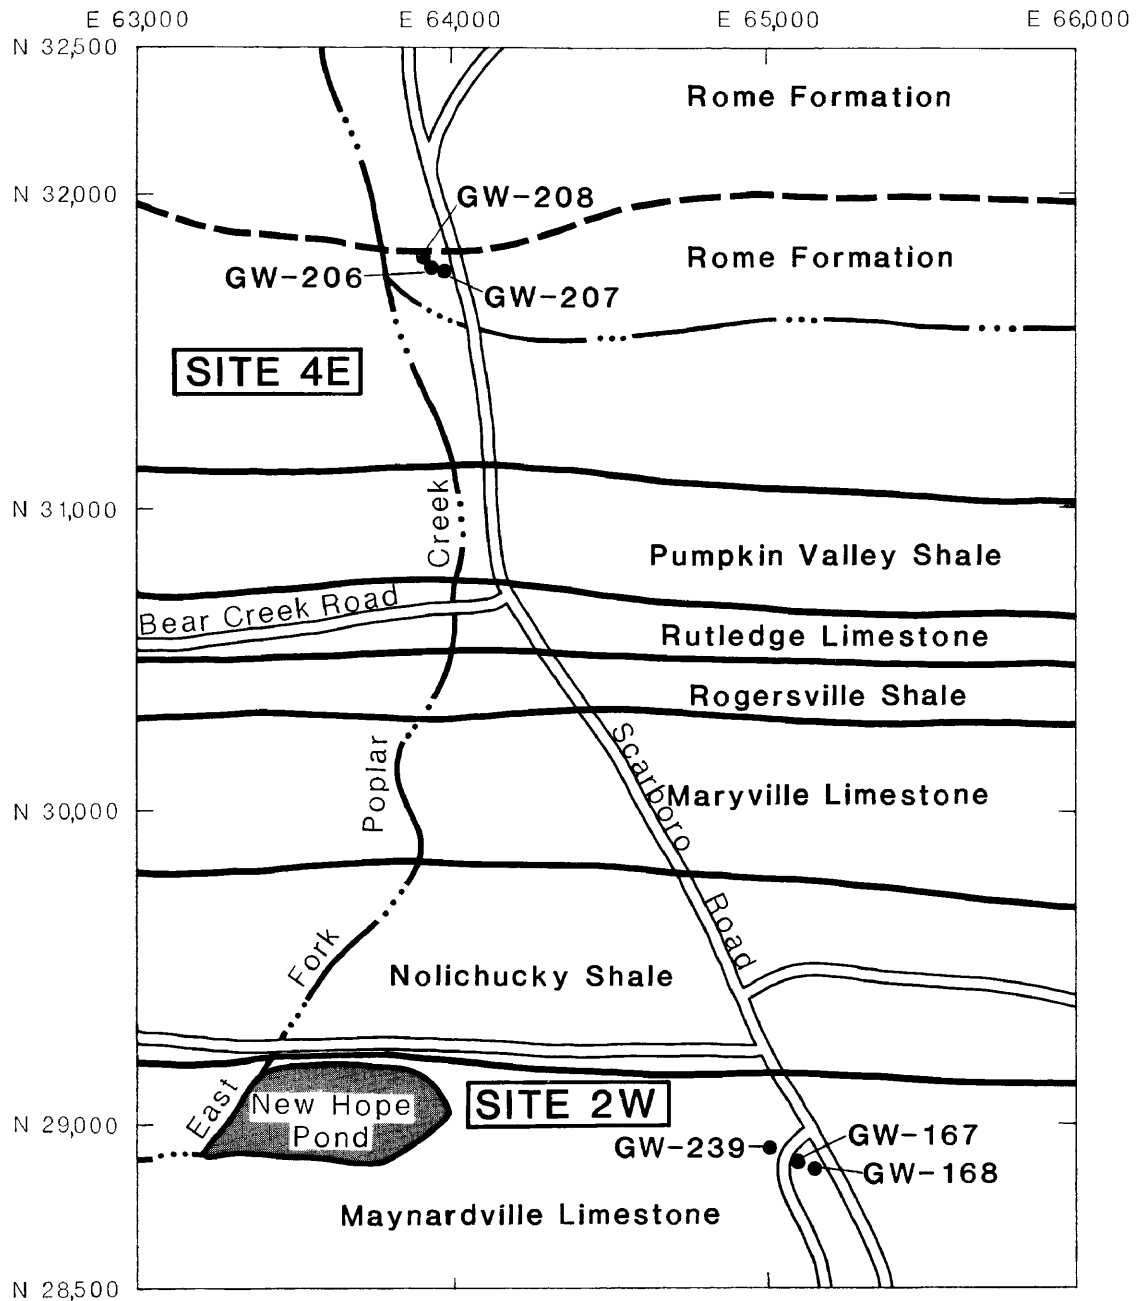 E 63,000 E 64,000 E 65,000 E 66,000
N 32,500
Rome Formation
N 32,000
GW-208
Rome Formation
GW-206
GW-207
SITE 4E
Creek
N 31,000
Pumpkin Valley Shale
Bear Creek Road
Rutledge Limestone
Rogersville Shale
Scarboro
Poplar
Maryville Limestone
N 30,000
Road
Fork
Nolichucky Shale
East
New Hope
Pond
SITE 2W
N 29,000
GW-239
GW-167
GW-168
Maynardville Limestone
N 28,500